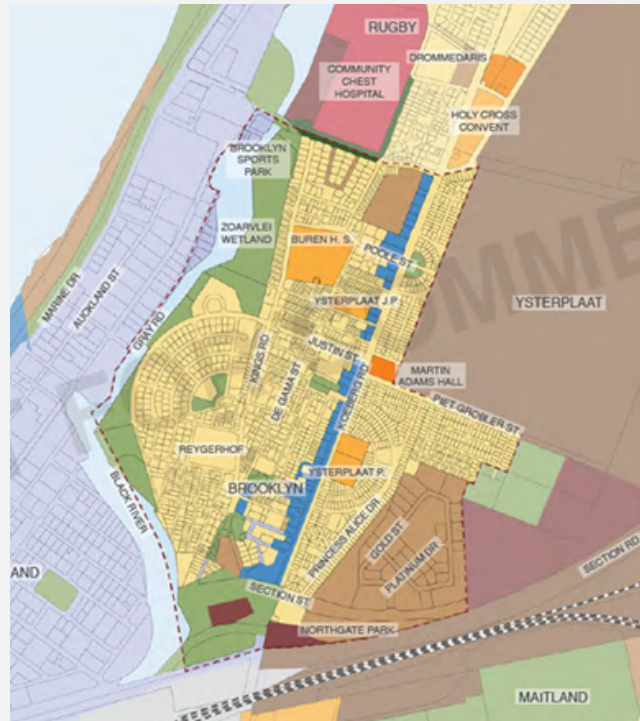 RUGBY
DROMMEDARIS
COMMUNITY
CHEST
HOSPITAL
HOLY CROSS
CONVENT
BROOKLYN
SPORTS
PARK
ZOARVLEI
WETLAND
BUREN H. S.
POOLE ST
MARINE DR
AUCKLAND ST
GRAY RD
YSTERPLAAT J.P
YSTERPLAAT
JUSTIN ST
KINGS RD
DE GAMA ST
KOEBERG RD
MARTIN
ADAMS HALL
PIET GROBLER ST
REYGERHOF
YSTERPLAAT P.
BROOKLYN
BLACK RIVER
PRINCESS ALICE DR
GOLD ST
PLATINUM DR
SECTION RD
AND
SECTION ST
NORTHGATE PARK
MAITLAND